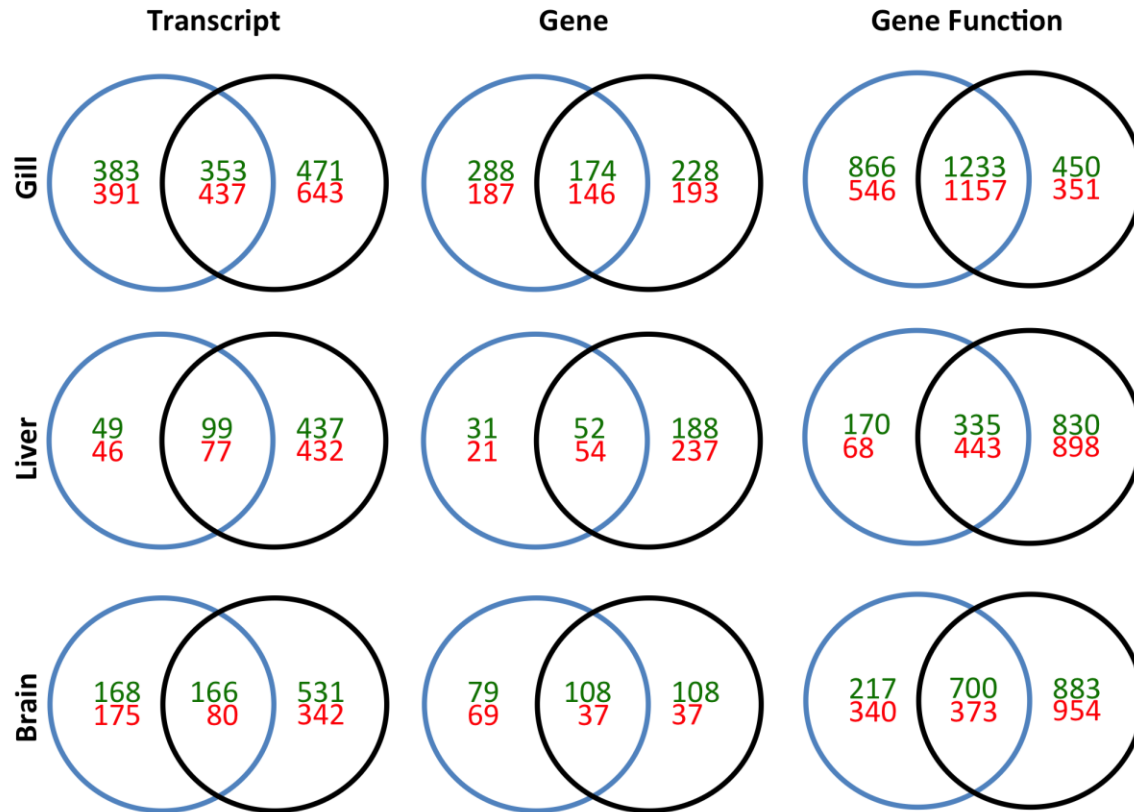 Transcript Gene Gene Function
Gill
383 353 471 288 174 228 866 1233 450
391 437 643 187 146 193 546 1157 351
Liver
49 99 437 31 52 188 170 335 830
46 77 432 21 54 237 68 443 898
Brain
168 166 531 79 108 108 217 700 883
175 80 342 69 37 37 340 373 954